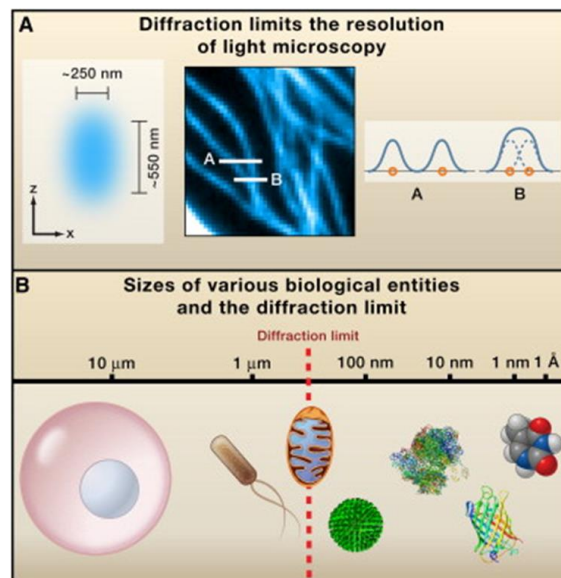 A
Diffraction limits the resolution
of light microscopy
~250 nm
~550 nm
z
x
A
B
A
B
B
Sizes of various biological entities
and the diffraction limit
Diffraction limit
10 μm
1 μm
100 nm
10 nm
1 nm
1 Å